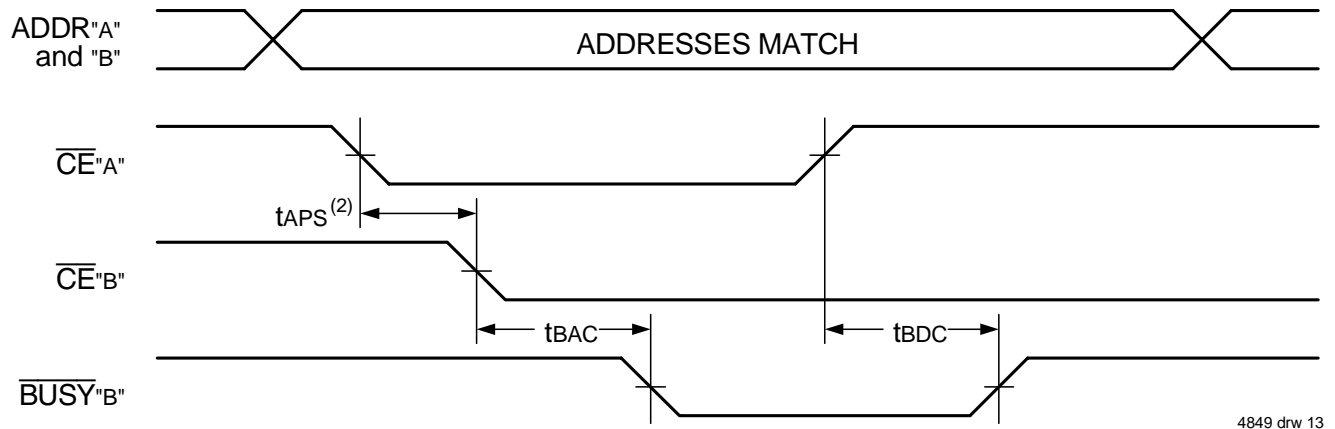 ADDR"A"
and "B"
ADDRESSES MATCH
CE"A"
tAPS(2)
CE"B"
tBAC
tBDC
BUSY"B"
4849 drw 13